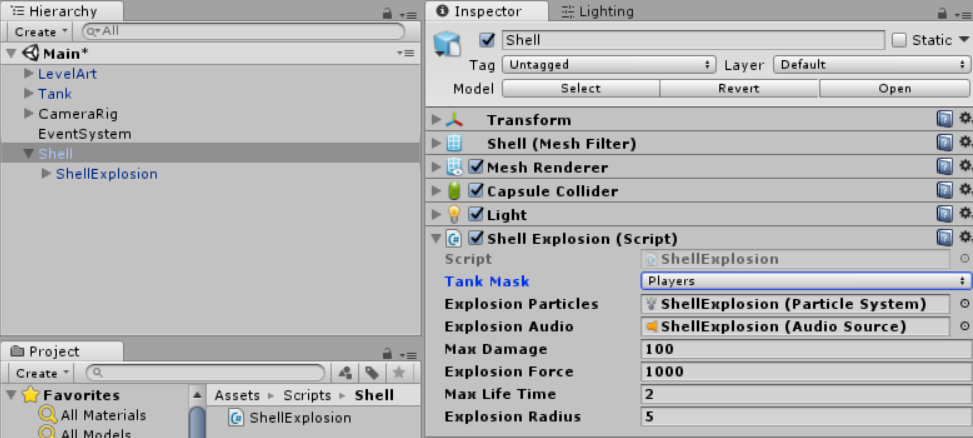 Hierarchy
Create
All
Main*
LevelArt
Tank
CameraRig
EventSystem
Shell
ShellExplosion
Project
Create
Favorites
All Materials
All Models
Assets Scripts Shell
ShellExplosion
Inspector Lighting
Shell Static
Tag Untagged Layer Default
Model Select Revert Open
Transform
Shell (Mesh Filter)
Mesh Renderer
Capsule Collider
Light
Shell Explosion (Script)
Script ShellExplosion
Tank Mask Players
Explosion Particles ShellExplosion (Particle System)
Explosion Audio ShellExplosion (Audio Source)
Max Damage 100
Explosion Force 1000
Max Life Time 2
Explosion Radius 5